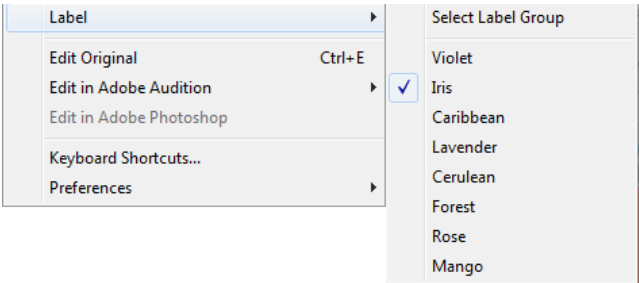 Label
Edit Original Ctrl+E
Edit in Adobe Audition
Edit in Adobe Photoshop
Keyboard Shortcuts...
Preferences
Select Label Group
Violet
Iris
Caribbean
Lavender
Cerulean
Forest
Rose
Mango